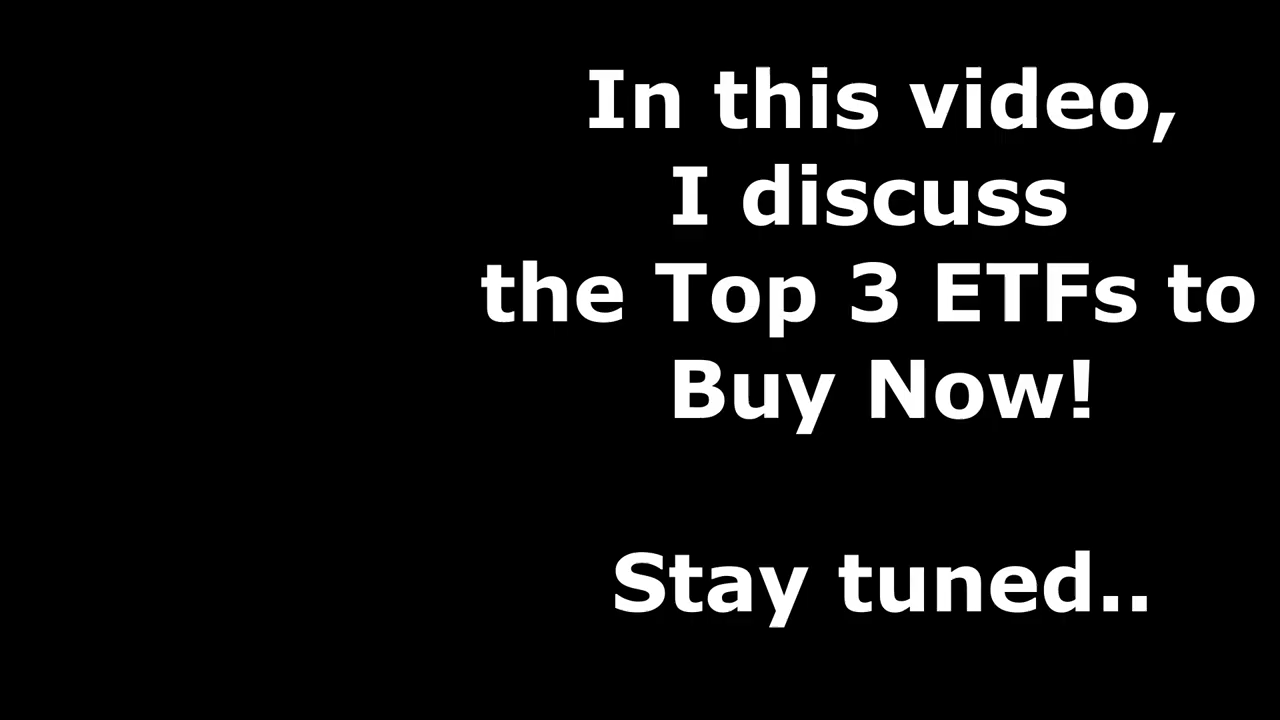 In this video,
I discuss
the Top 3 ETFs to
Buy Now!
Stay tuned..